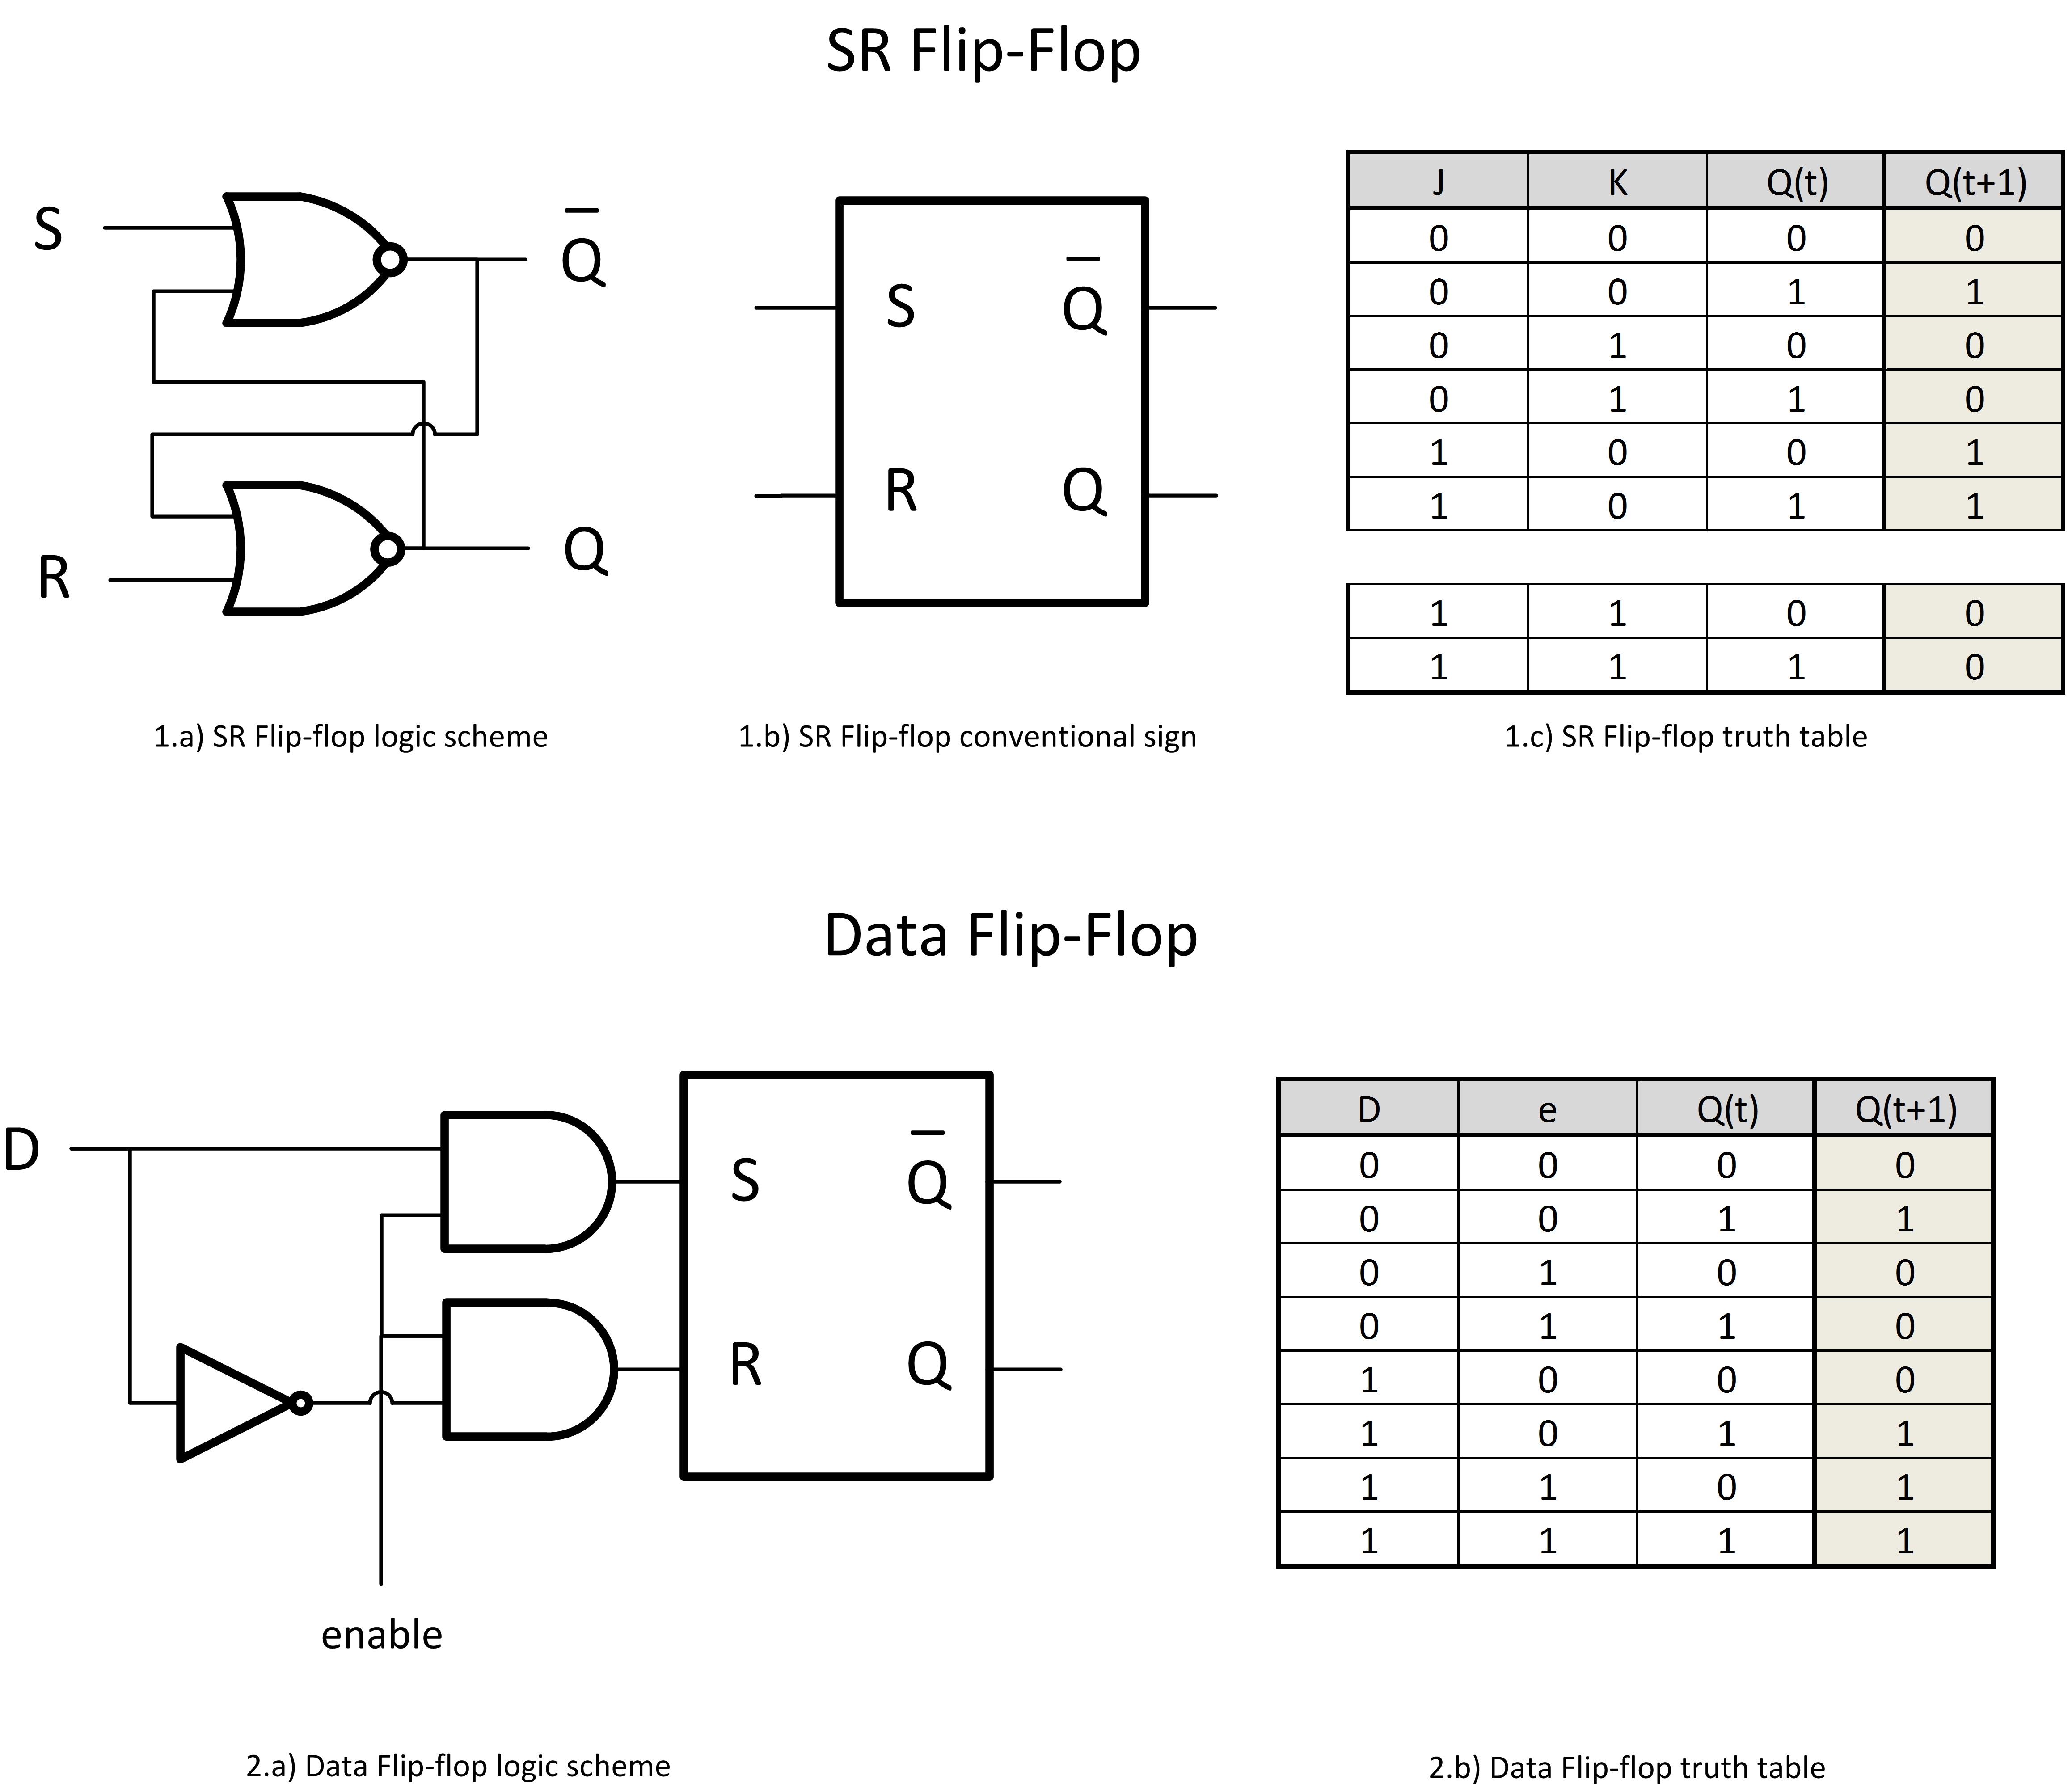 SR Flip-Flop
S
Q
R
Q
S Q
R Q
J K Q(t) Q(t+1)
0 0 0 0
0 0 1 1
0 1 0 0
0 1 1 0
1 0 0 1
1 0 1 1
1 1 0 0
1 1 1 0
1.a) SR Flip-flop logic scheme
1.b) SR Flip-flop conventional sign
1.c) SR Flip-flop truth table
Data Flip-Flop
D
S Q
R Q
enable
D e Q(t) Q(t+1)
0 0 0 0
0 0 1 1
0 1 0 0
0 1 1 0
1 0 0 0
1 0 1 1
1 1 0 1
1 1 1 1
2.a) Data Flip-flop logic scheme
2.b) Data Flip-flop truth table